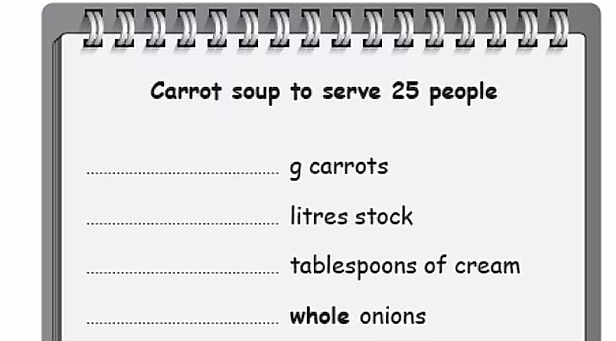 Carrot soup to serve 25 people
........................................ g carrots
........................................ litres stock
........................................ tablespoons of cream
........................................ whole onions